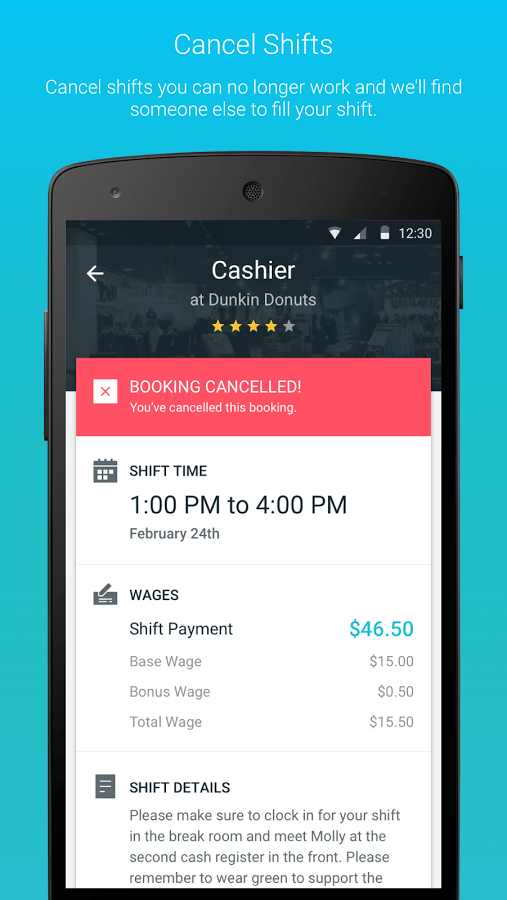 Cancel Shifts
Cancel shifts you can no longer work and we'll find
someone else to fill your shift.
12:30
Cashier
at Dunkin Donuts
BOOKING CANCELLED!
You've cancelled this booking.
SHIFT TIME
1:00 PM to 4:00 PM
February 24th
WAGES
Shift Payment $46.50
Base Wage $15.00
Bonus Wage $0.50
Total Wage $15.50
SHIFT DETAILS
Please make sure to clock in for your shift
in the break room and meet Molly at the
second cash register in the front. Please
remember to wear green to support the